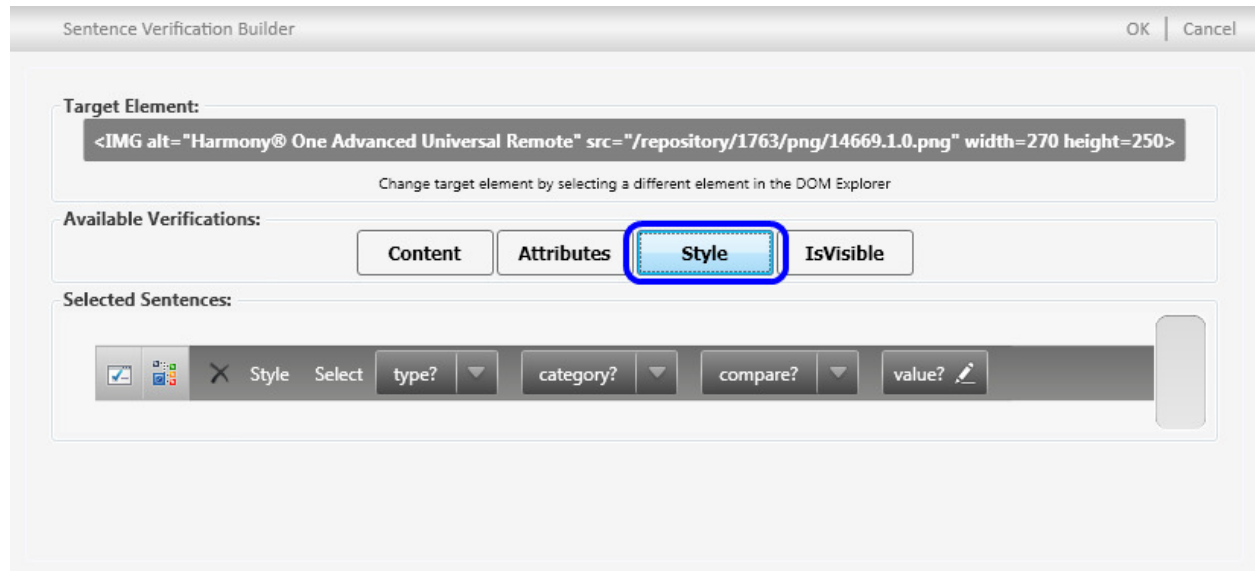 Sentence Verification Builder OK Cancel
Target Element:
<IMG alt="Harmony® One Advanced Universal Remote" src="/repository/1763/png/14669.1.0.png" width=270 height=250>
Change target element by selecting a different element in the DOM Explorer
Available Verifications:
Content Attributes Style IsVisible
Selected Sentences:
Style Select type? category? compare? value?